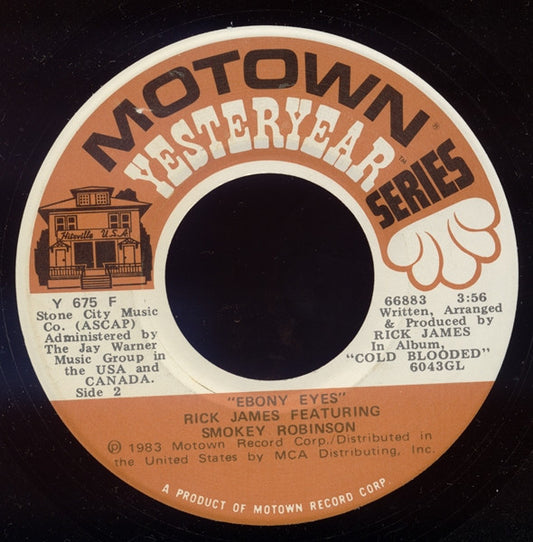 MOTOWN®
YESTERYEAR™
SERIES
Hitsville U.S.A
Y 675 F
Stone City Music
Co. (ASCAP)
Administered by
The Jay Warner
Music Group in
the USA and
CANADA.
Side 2
66883 3:56
Written, Arranged
& Produced by
RICK JAMES
In Album,
"COLD BLOODED"
6043GL
"EBONY EYES"
RICK JAMES FEATURING
SMOKEY ROBINSON
℗ 1983 Motown Record Corp./Distributed in
the United States by MCA Distributing, Inc.
A PRODUCT OF MOTOWN RECORD CORP.